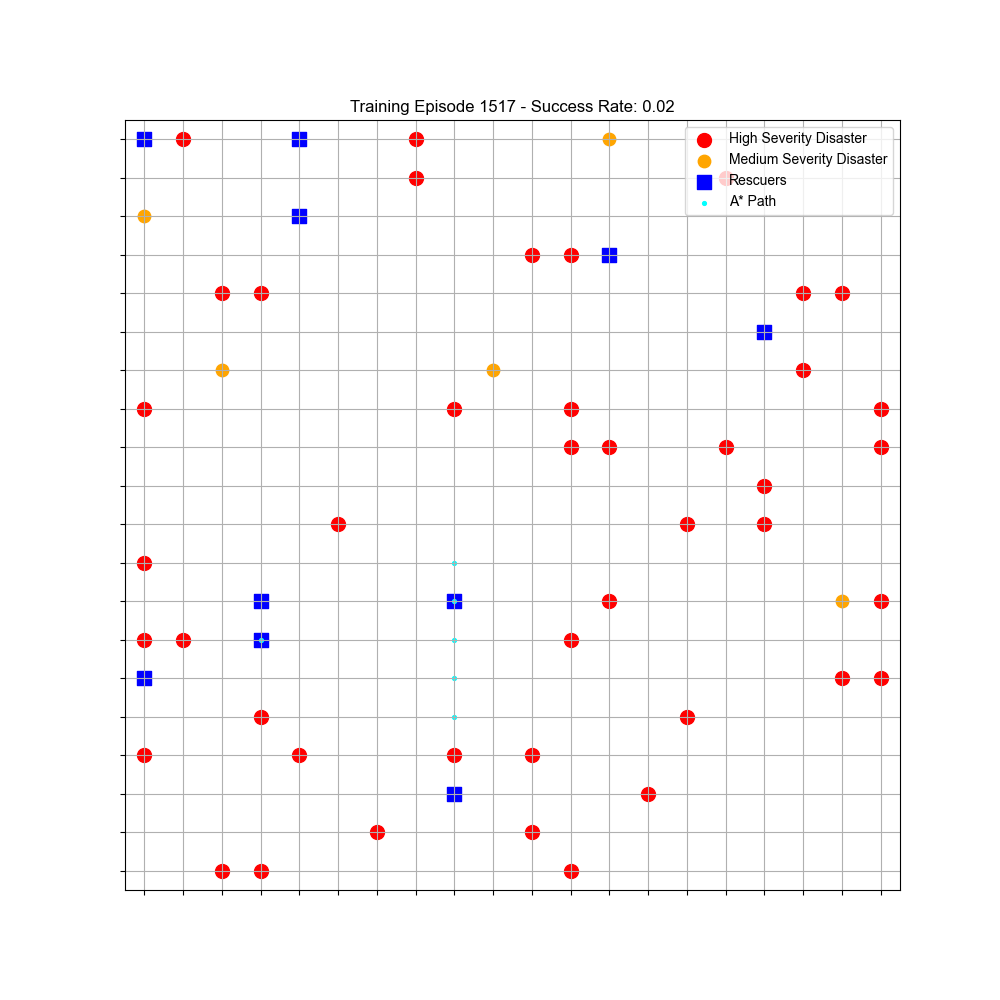 Training Episode 1517 - Success Rate: 0.02
High Severity Disaster
Medium Severity Disaster
Rescuers
A* Path